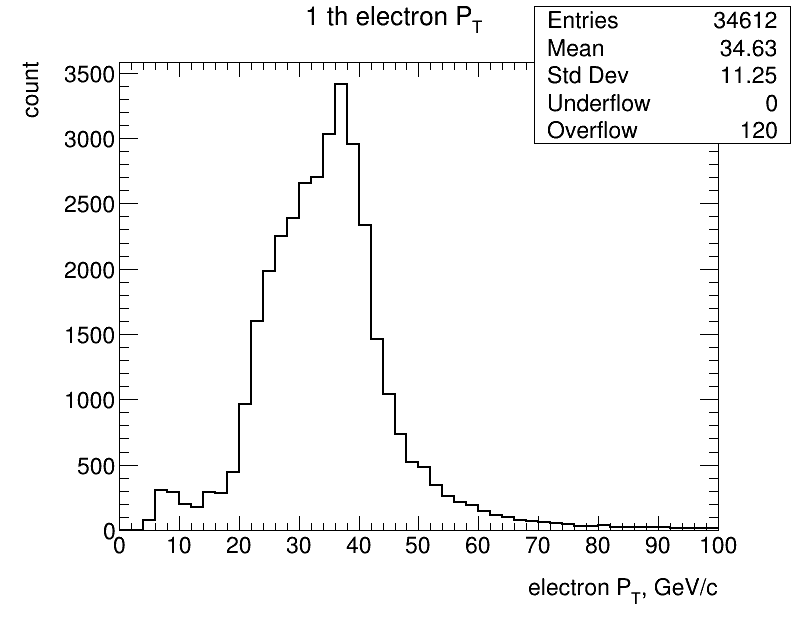 1 th electron P_T
Entries 34612
Mean 34.63
Std Dev 11.25
Underflow 0
Overflow 120
count
3500
3000
2500
2000
1500
1000
500
0
0 10 20 30 40 50 60 70 80 90 100
electron P_T, GeV/c